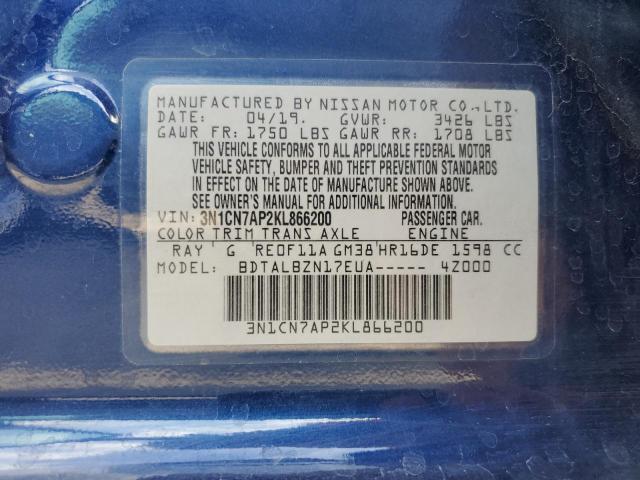 MANUFACTURED BY NISSAN MOTOR CO.,LTD.
DATE: 04/19. GVWR: 3426 LBS
GAWR FR: 1750 LBS GAWR RR: 1708 LBS
THIS VEHICLE CONFORMS TO ALL APPLICABLE FEDERAL MOTOR
VEHICLE SAFETY, BUMPER AND THEFT PREVENTION STANDARDS
IN EFFECT ON THE DATE OF MANUFACTURE SHOWN ABOVE.
SEE OWNER'S MANUAL FOR ADDITIONAL INFORMATION.
VIN: 3N1CN7AP2KL866200 PASSENGER CAR.
COLOR TRIM TRANS AXLE ENGINE
RAY G RE0F11A GM38 HR16DE 1598 CC
MODEL: BDTALBZN17EUA----- 4Z000
3N1CN7AP2KL866200